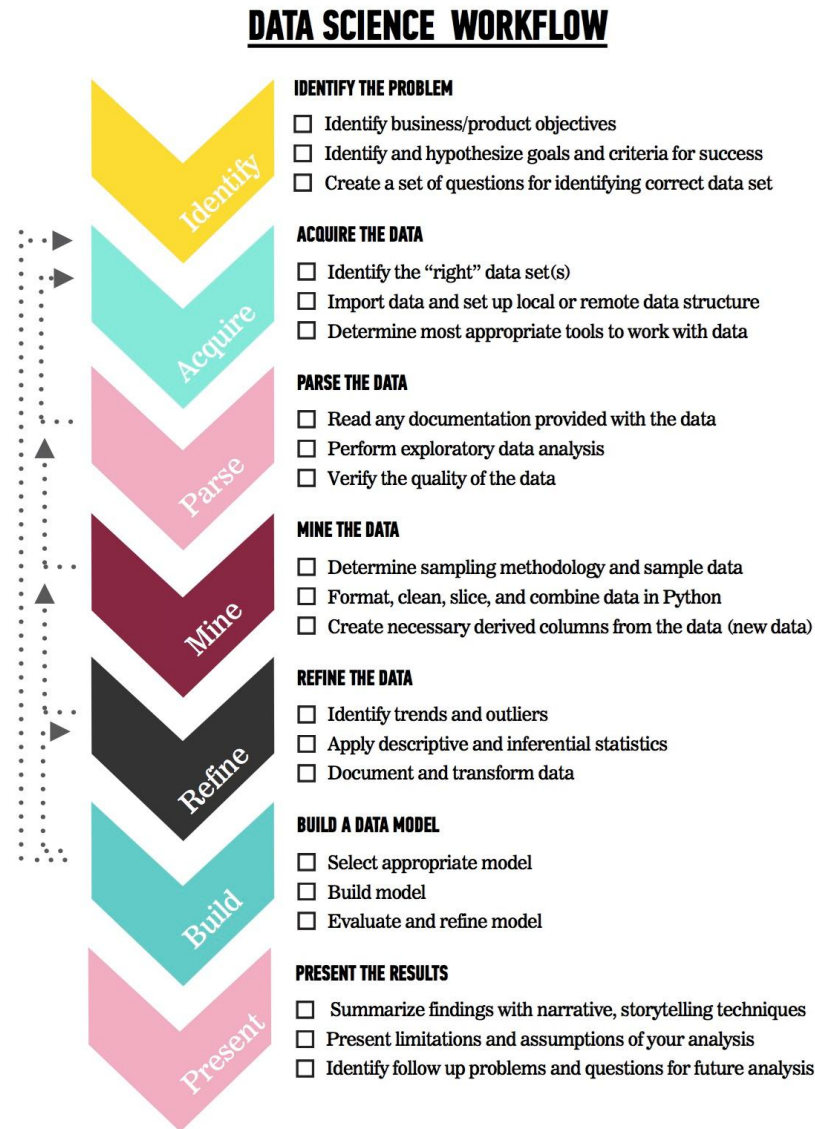 DATA SCIENCE WORKFLOW
Identify
IDENTIFY THE PROBLEM
Identify business/product objectives
Identify and hypothesize goals and criteria for success
Create a set of questions for identifying correct data set
Acquire
ACQUIRE THE DATA
Identify the “right” data set(s)
Import data and set up local or remote data structure
Determine most appropriate tools to work with data
Parse
PARSE THE DATA
Read any documentation provided with the data
Perform exploratory data analysis
Verify the quality of the data
Mine
MINE THE DATA
Determine sampling methodology and sample data
Format, clean, slice, and combine data in Python
Create necessary derived columns from the data (new data)
Refine
REFINE THE DATA
Identify trends and outliers
Apply descriptive and inferential statistics
Document and transform data
Build
BUILD A DATA MODEL
Select appropriate model
Build model
Evaluate and refine model
Present
PRESENT THE RESULTS
Summarize findings with narrative, storytelling techniques
Present limitations and assumptions of your analysis
Identify follow up problems and questions for future analysis